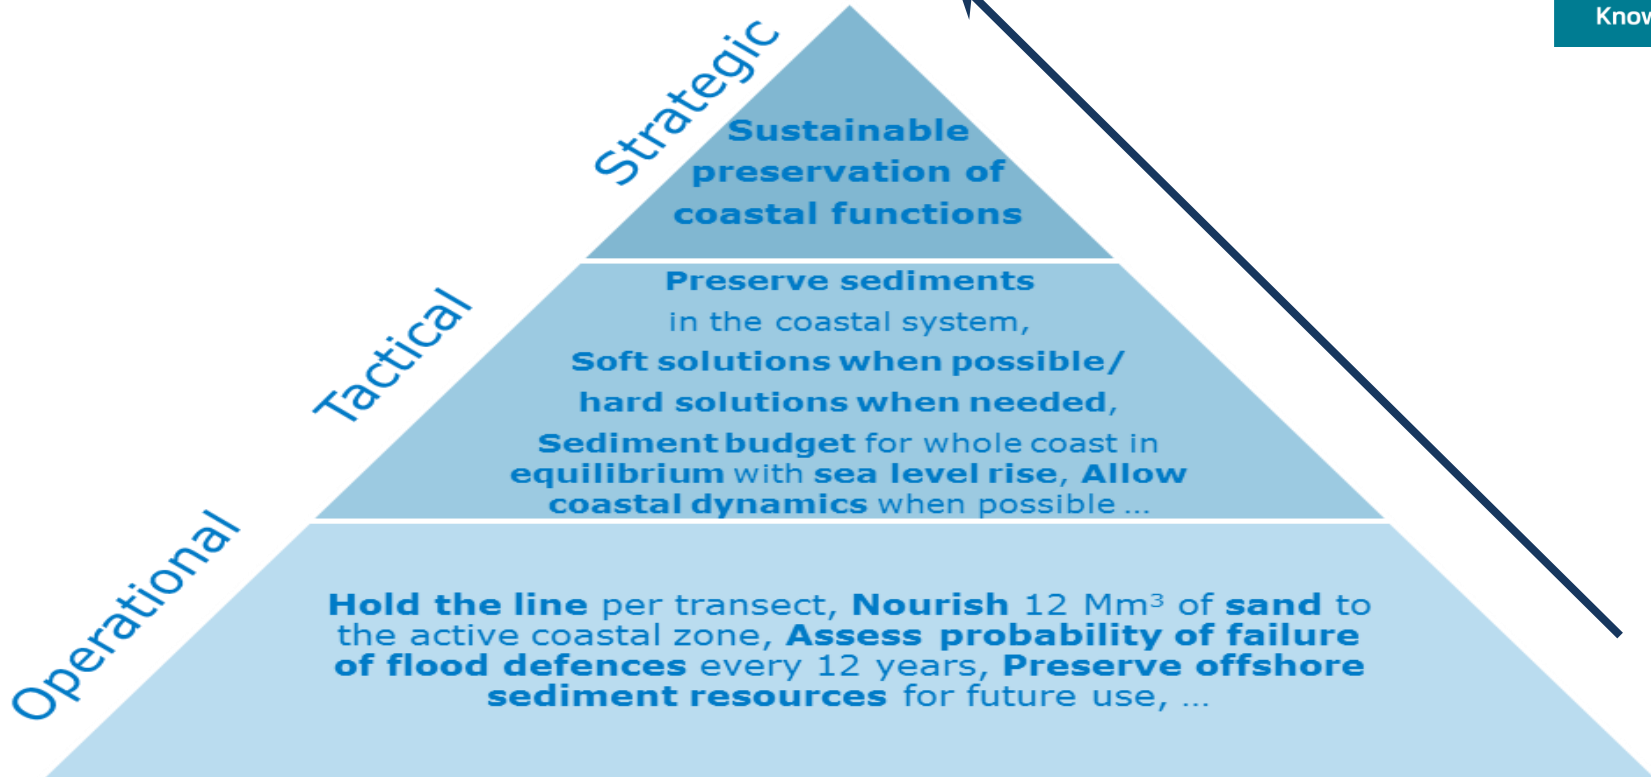 Know
Strategic
Sustainable
preservation of
coastal functions
Tactical
Preserve sediments
in the coastal system,
Soft solutions when possible/
hard solutions when needed,
Sediment budget for whole coast in
equilibrium with sea level rise, Allow
coastal dynamics when possible ...
Operational
Hold the line per transect, Nourish 12 Mm³ of sand to
the active coastal zone, Assess probability of failure
of flood defences every 12 years, Preserve offshore
sediment resources for future use, ...